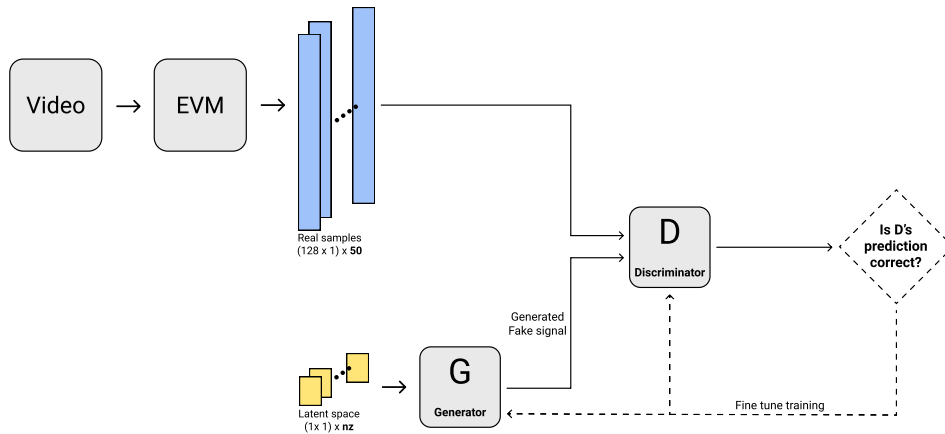 Video
EVM
Real samples
(128 x 1) x 50
D
Discriminator
Is D's
prediction
correct?
Generated
Fake signal
G
Generator
Latent space
(1x 1) x nz
Fine tune training